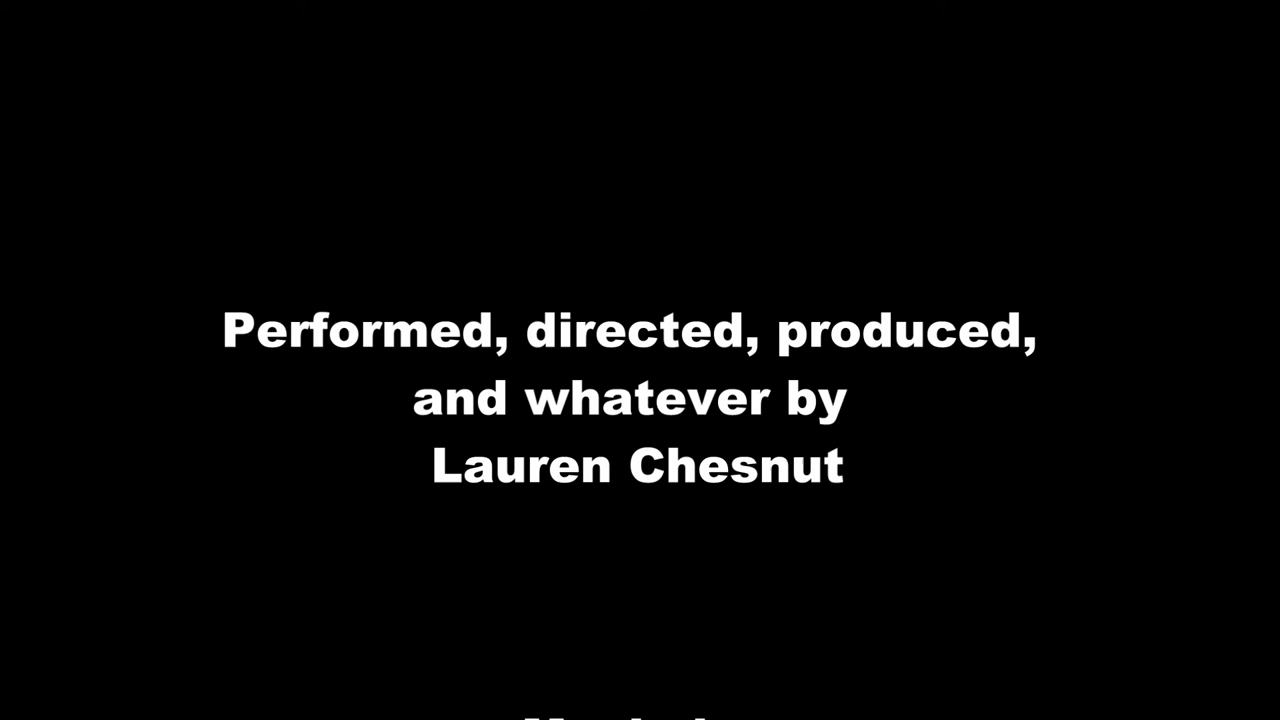 Performed, directed, produced,
and whatever by
Lauren Chesnut